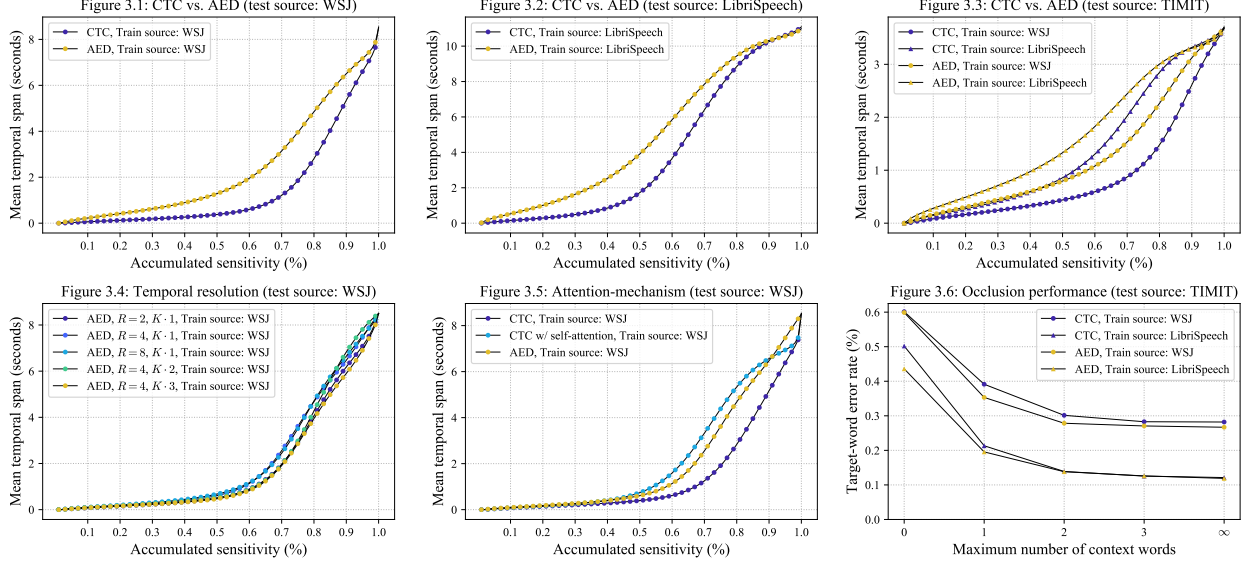 Figure 3.1: CTC vs. AED (test source: WSJ)
Mean temporal span (seconds)
8
6
4
2
0
CTC, Train source: WSJ
AED, Train source: WSJ
0.1 0.2 0.3 0.4 0.5 0.6 0.7 0.8 0.9 1.0
Accumulated sensitivity (%)
Figure 3.2: CTC vs. AED (test source: LibriSpeech)
Mean temporal span (seconds)
10
8
6
4
2
0
CTC, Train source: LibriSpeech
AED, Train source: LibriSpeech
0.1 0.2 0.3 0.4 0.5 0.6 0.7 0.8 0.9 1.0
Accumulated sensitivity (%)
Figure 3.3: CTC vs. AED (test source: TIMIT)
Mean temporal span (seconds)
3
2
1
0
CTC, Train source: WSJ
CTC, Train source: LibriSpeech
AED, Train source: WSJ
AED, Train source: LibriSpeech
0.1 0.2 0.3 0.4 0.5 0.6 0.7 0.8 0.9 1.0
Accumulated sensitivity (%)
Figure 3.4: Temporal resolution (test source: WSJ)
Mean temporal span (seconds)
8
6
4
2
0
AED, R = 2, K · 1, Train source: WSJ
AED, R = 4, K · 1, Train source: WSJ
AED, R = 8, K · 1, Train source: WSJ
AED, R = 4, K · 2, Train source: WSJ
AED, R = 4, K · 3, Train source: WSJ
0.1 0.2 0.3 0.4 0.5 0.6 0.7 0.8 0.9 1.0
Accumulated sensitivity (%)
Figure 3.5: Attention-mechanism (test source: WSJ)
Mean temporal span (seconds)
8
6
4
2
0
CTC, Train source: WSJ
CTC w/ self-attention, Train source: WSJ
AED, Train source: WSJ
0.1 0.2 0.3 0.4 0.5 0.6 0.7 0.8 0.9 1.0
Accumulated sensitivity (%)
Figure 3.6: Occlusion performance (test source: TIMIT)
Target-word error rate (%)
0.6
0.5
0.4
0.3
0.2
0.1
0.0
CTC, Train source: WSJ
CTC, Train source: LibriSpeech
AED, Train source: WSJ
AED, Train source: LibriSpeech
0 1 2 3 ∞
Maximum number of context words